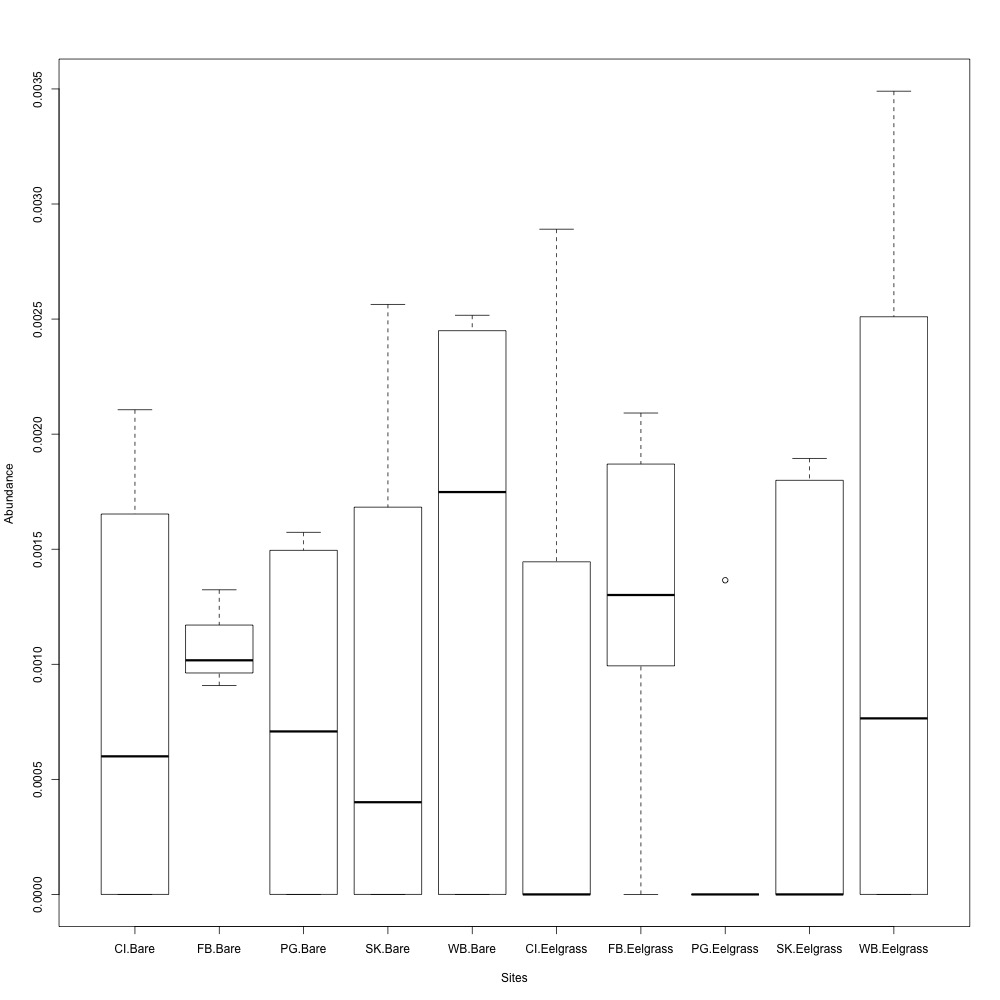 0.0035
0.0030
0.0025
0.0020
0.0015
0.0010
0.0005
0.0000
Abundance
CI.Bare FB.Bare PG.Bare SK.Bare WB.Bare CI.Eelgrass FB.Eelgrass PG.Eelgrass SK.Eelgrass WB.Eelgrass
Sites